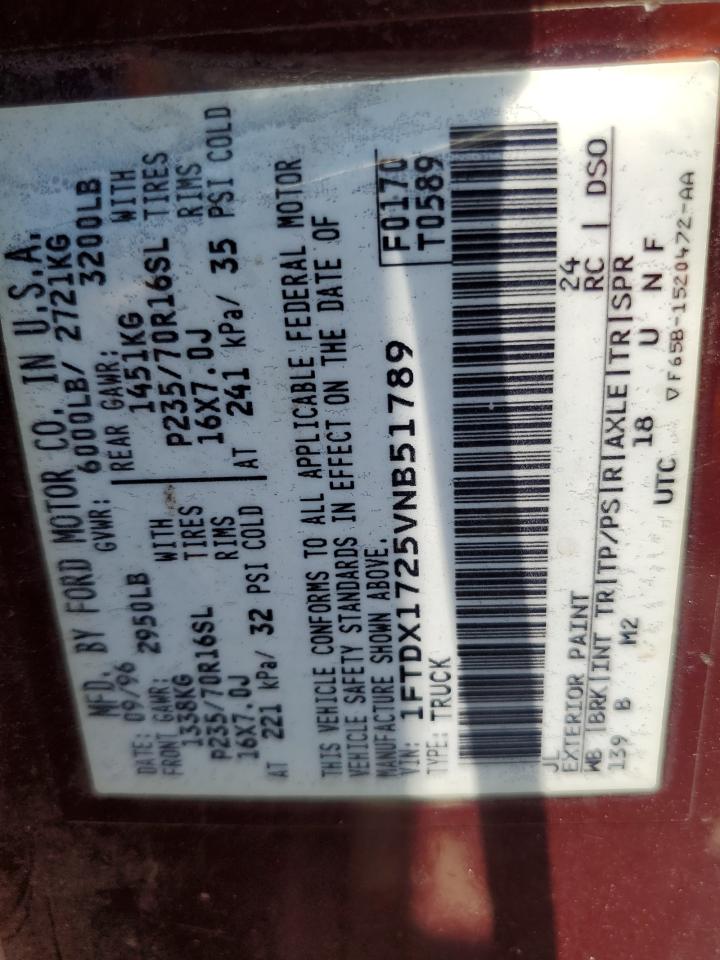 MFD. BY FORD MOTOR CO. IN U.S.A.
DATE: 09/96 GVWR: 6000LB/ 2721KG
FRONT GAWR: 2950LB REAR GAWR: 3200LB
1338KG WITH 1451KG WITH
P235/70R16SL TIRES P235/70R16SL TIRES
16X7.0J RIMS 16X7.0J RIMS
AT 221 kPa/ 32 PSI COLD AT 241 kPa/ 35 PSI COLD
THIS VEHICLE CONFORMS TO ALL APPLICABLE FEDERAL MOTOR
VEHICLE SAFETY STANDARDS IN EFFECT ON THE DATE OF
MANUFACTURE SHOWN ABOVE.
VIN: 1FTDX1725VNB51789
TYPE: TRUCK
F0170
T0589
JL 24
EXTERIOR PAINT RC DSO
WB BRK INT TR TP/PS R AXLE TR SPR
139 B M2 18 U N F
UTC ▽F65B-1520472-AA